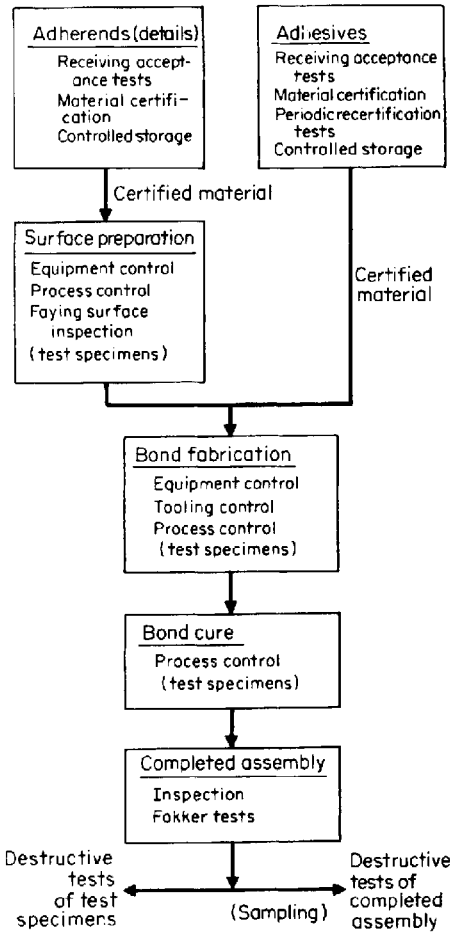 Adherends (details)
Receiving accept-
ance tests
Material certifi-
cation
Controlled storage
Adhesives
Receiving acceptance
tests
Material certification
Periodic recertification
tests
Controlled storage
Certified material
Surface preparation
Equipment control
Process control
Faying surface
inspection
(test specimens)
Certified
material
Bond fabrication
Equipment control
Tooling control
Process control
(test specimens)
Bond cure
Process control
(test specimens)
Completed assembly
Inspection
Fokker tests
Destructive
tests
of test
specimens
(Sampling)
Destructive
tests of
completed
assembly